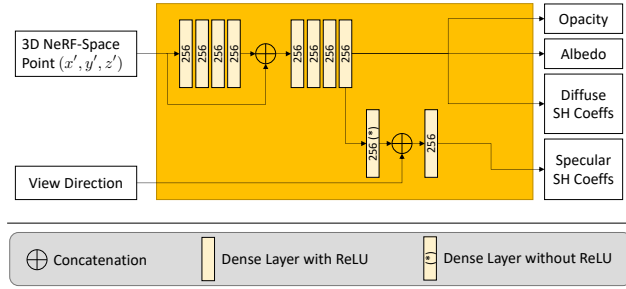 3D NeRF-Space
Point (x′, y′, z′)
256
256
256
256
256
256
256
256
256 (*)
256
View Direction
Opacity
Albedo
Diffuse
SH Coeffs
Specular
SH Coeffs
Concatenation
Dense Layer with ReLU
(*)
Dense Layer without ReLU